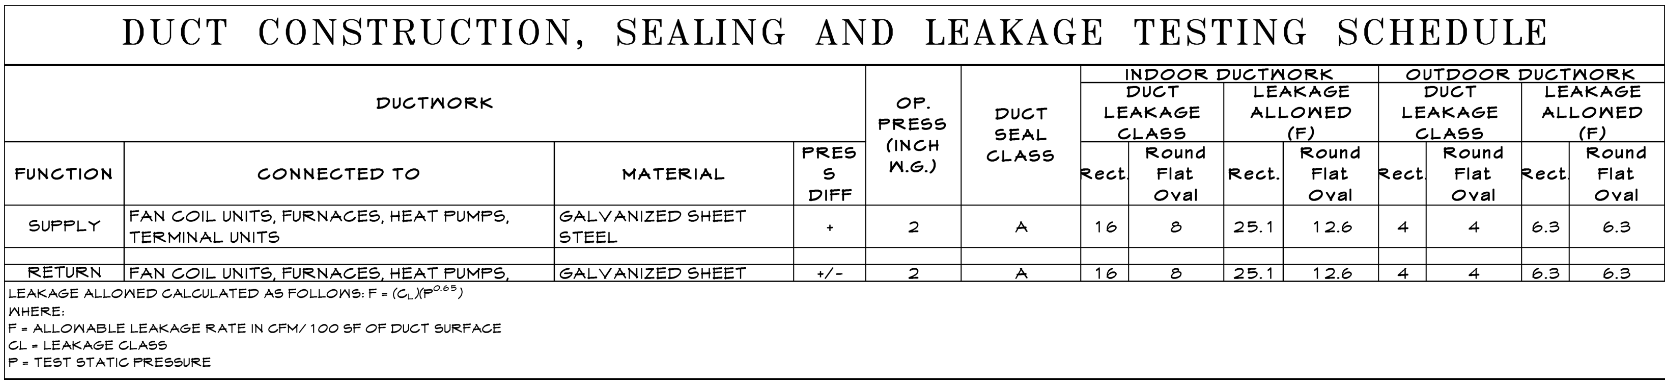 DUCT CONSTRUCTION, SEALING AND LEAKAGE TESTING SCHEDULE
DUCTWORK
OP.
PRESS
(INCH
W.G.)
DUCT
SEAL
CLASS
INDOOR DUCTWORK
OUTDOOR DUCTWORK
DUCT
LEAKAGE
CLASS
LEAKAGE
ALLOWED
(F)
DUCT
LEAKAGE
CLASS
LEAKAGE
ALLOWED
(F)
FUNCTION
CONNECTED TO
MATERIAL
PRES
S
DIFF
Rect.
Round
Flat
Oval
Rect.
Round
Flat
Oval
Rect.
Round
Flat
Oval
Rect.
Round
Flat
Oval
SUPPLY
FAN COIL UNITS, FURNACES, HEAT PUMPS,
TERMINAL UNITS
GALVANIZED SHEET
STEEL
+
2
A
16
8
25.1
12.6
4
4
6.3
6.3
RETURN
FAN COIL UNITS, FURNACES, HEAT PUMPS,
GALVANIZED SHEET
+/-
2
A
16
8
25.1
12.6
4
4
6.3
6.3
LEAKAGE ALLOWED CALCULATED AS FOLLOWS: F = (CL)(P^0.65)
WHERE:
F = ALLOWABLE LEAKAGE RATE IN CFM/ 100 SF OF DUCT SURFACE
CL = LEAKAGE CLASS
P = TEST STATIC PRESSURE